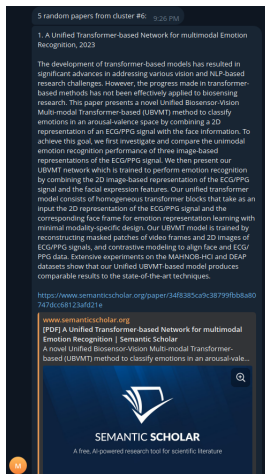 5 random papers from cluster #6: 9:26 PM
1. A Unified Transformer-based Network for multimodal Emotion
Recognition, 2023
The development of transformer-based models has resulted in
significant advances in addressing various vision and NLP-based
research challenges. However, the progress made in transformer-
based methods has not been effectively applied to biosensing
research. This paper presents a novel Unified Biosensor-Vision
Multi-modal Transformer-based (UBVMT) method to classify
emotions in an arousal-valence space by combining a 2D
representation of an ECG/PPG signal with the face information. To
achieve this goal, we first investigate and compare the unimodal
emotion recognition performance of three image-based
representations of the ECG/PPG signal. We then present our
UBVMT network which is trained to perform emotion recognition
by combining the 2D image-based representation of the ECG/PPG
signal and the facial expression features. Our unified transformer
model consists of homogeneous transformer blocks that take as an
input the 2D representation of the ECG/PPG signal and the
corresponding face frame for emotion representation learning with
minimal modality-specific design. Our UBVMT model is trained by
reconstructing masked patches of video frames and 2D images of
ECG/PPG signals, and contrastive modeling to align face and ECG/
PPG data. Extensive experiments on the MAHNOB-HCI and DEAP
datasets show that our Unified UBVMT-based model produces
comparable results to the state-of-the-art techniques.
https://www.semanticscholar.org/paper/34f8385ca9c38799fbb8a80
747dcc68123afd21e
www.semanticscholar.org
[PDF] A Unified Transformer-based Network for multimodal
Emotion Recognition | Semantic Scholar
A novel Unified Biosensor-Vision Multi-modal Transformer-
based (UBVMT) method to classify emotions in an arousal-vale...
SEMANTIC SCHOLAR
A free, AI-powered research tool for scientific literature
M